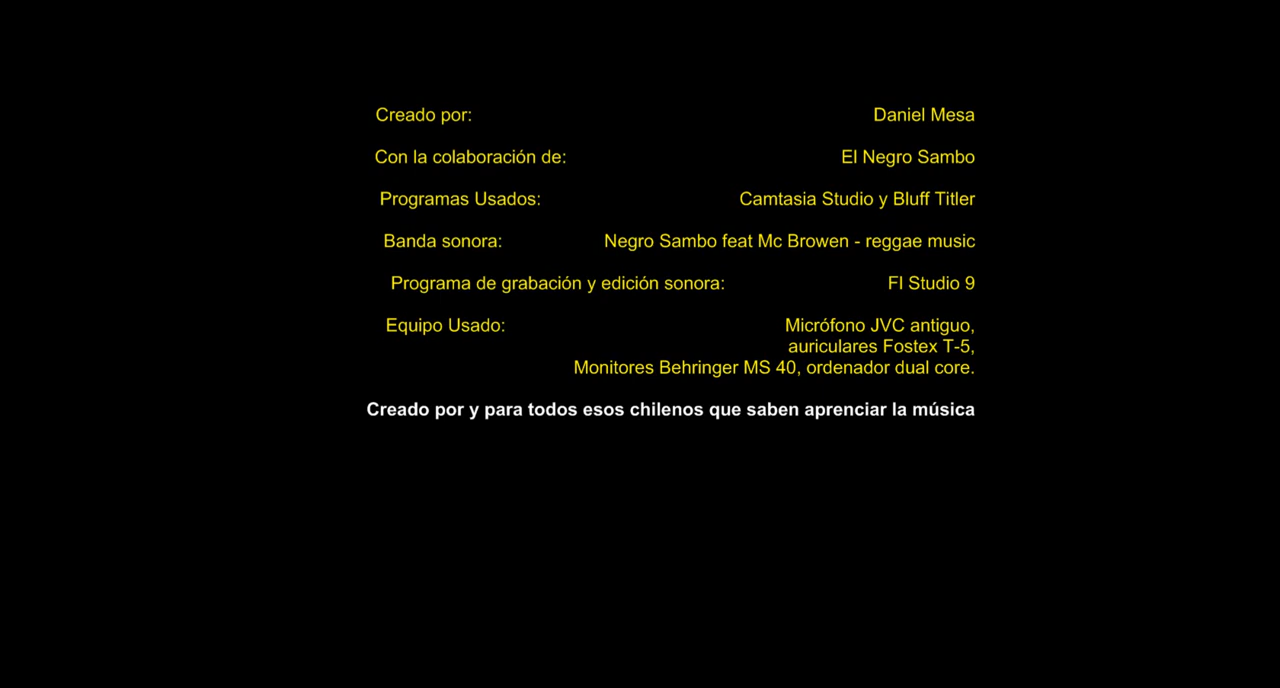 Creado por: Daniel Mesa
Con la colaboración de: El Negro Sambo
Programas Usados: Camtasia Studio y Bluff Titler
Banda sonora: Negro Sambo feat Mc Browen - reggae music
Programa de grabación y edición sonora: Fl Studio 9
Equipo Usado: Micrófono JVC antiguo,
auriculares Fostex T-5,
Monitores Behringer MS 40, ordenador dual core.
Creado por y para todos esos chilenos que saben aprenciar la música